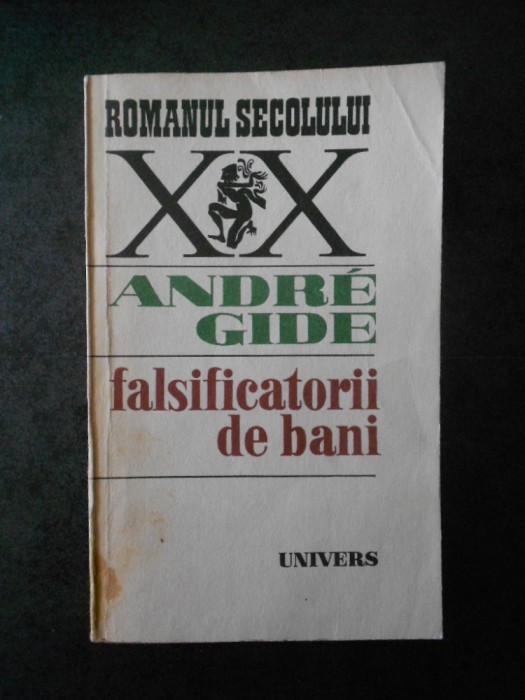 ROMANUL SECOLULUI
XX
ANDRÉ
GIDE
falsificatorii
de bani
UNIVERS